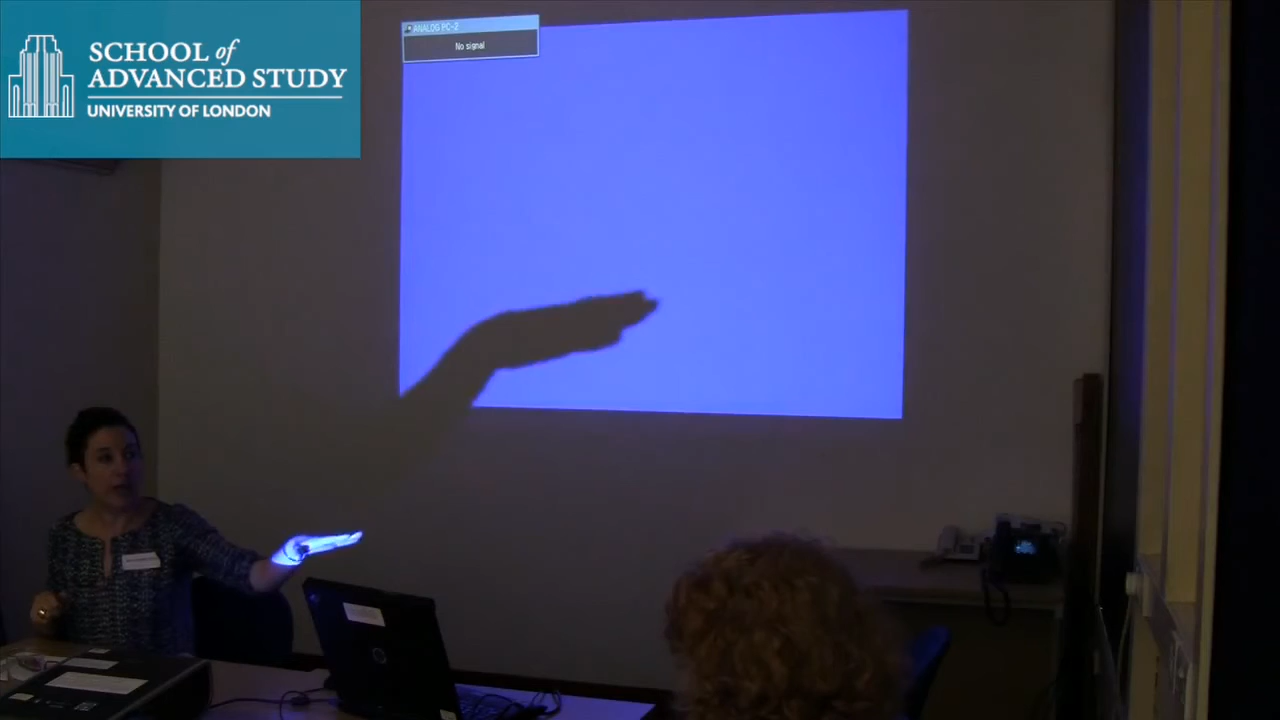 SCHOOL of
ADVANCED STUDY
UNIVERSITY OF LONDON
ANALOG PC-2
No signal